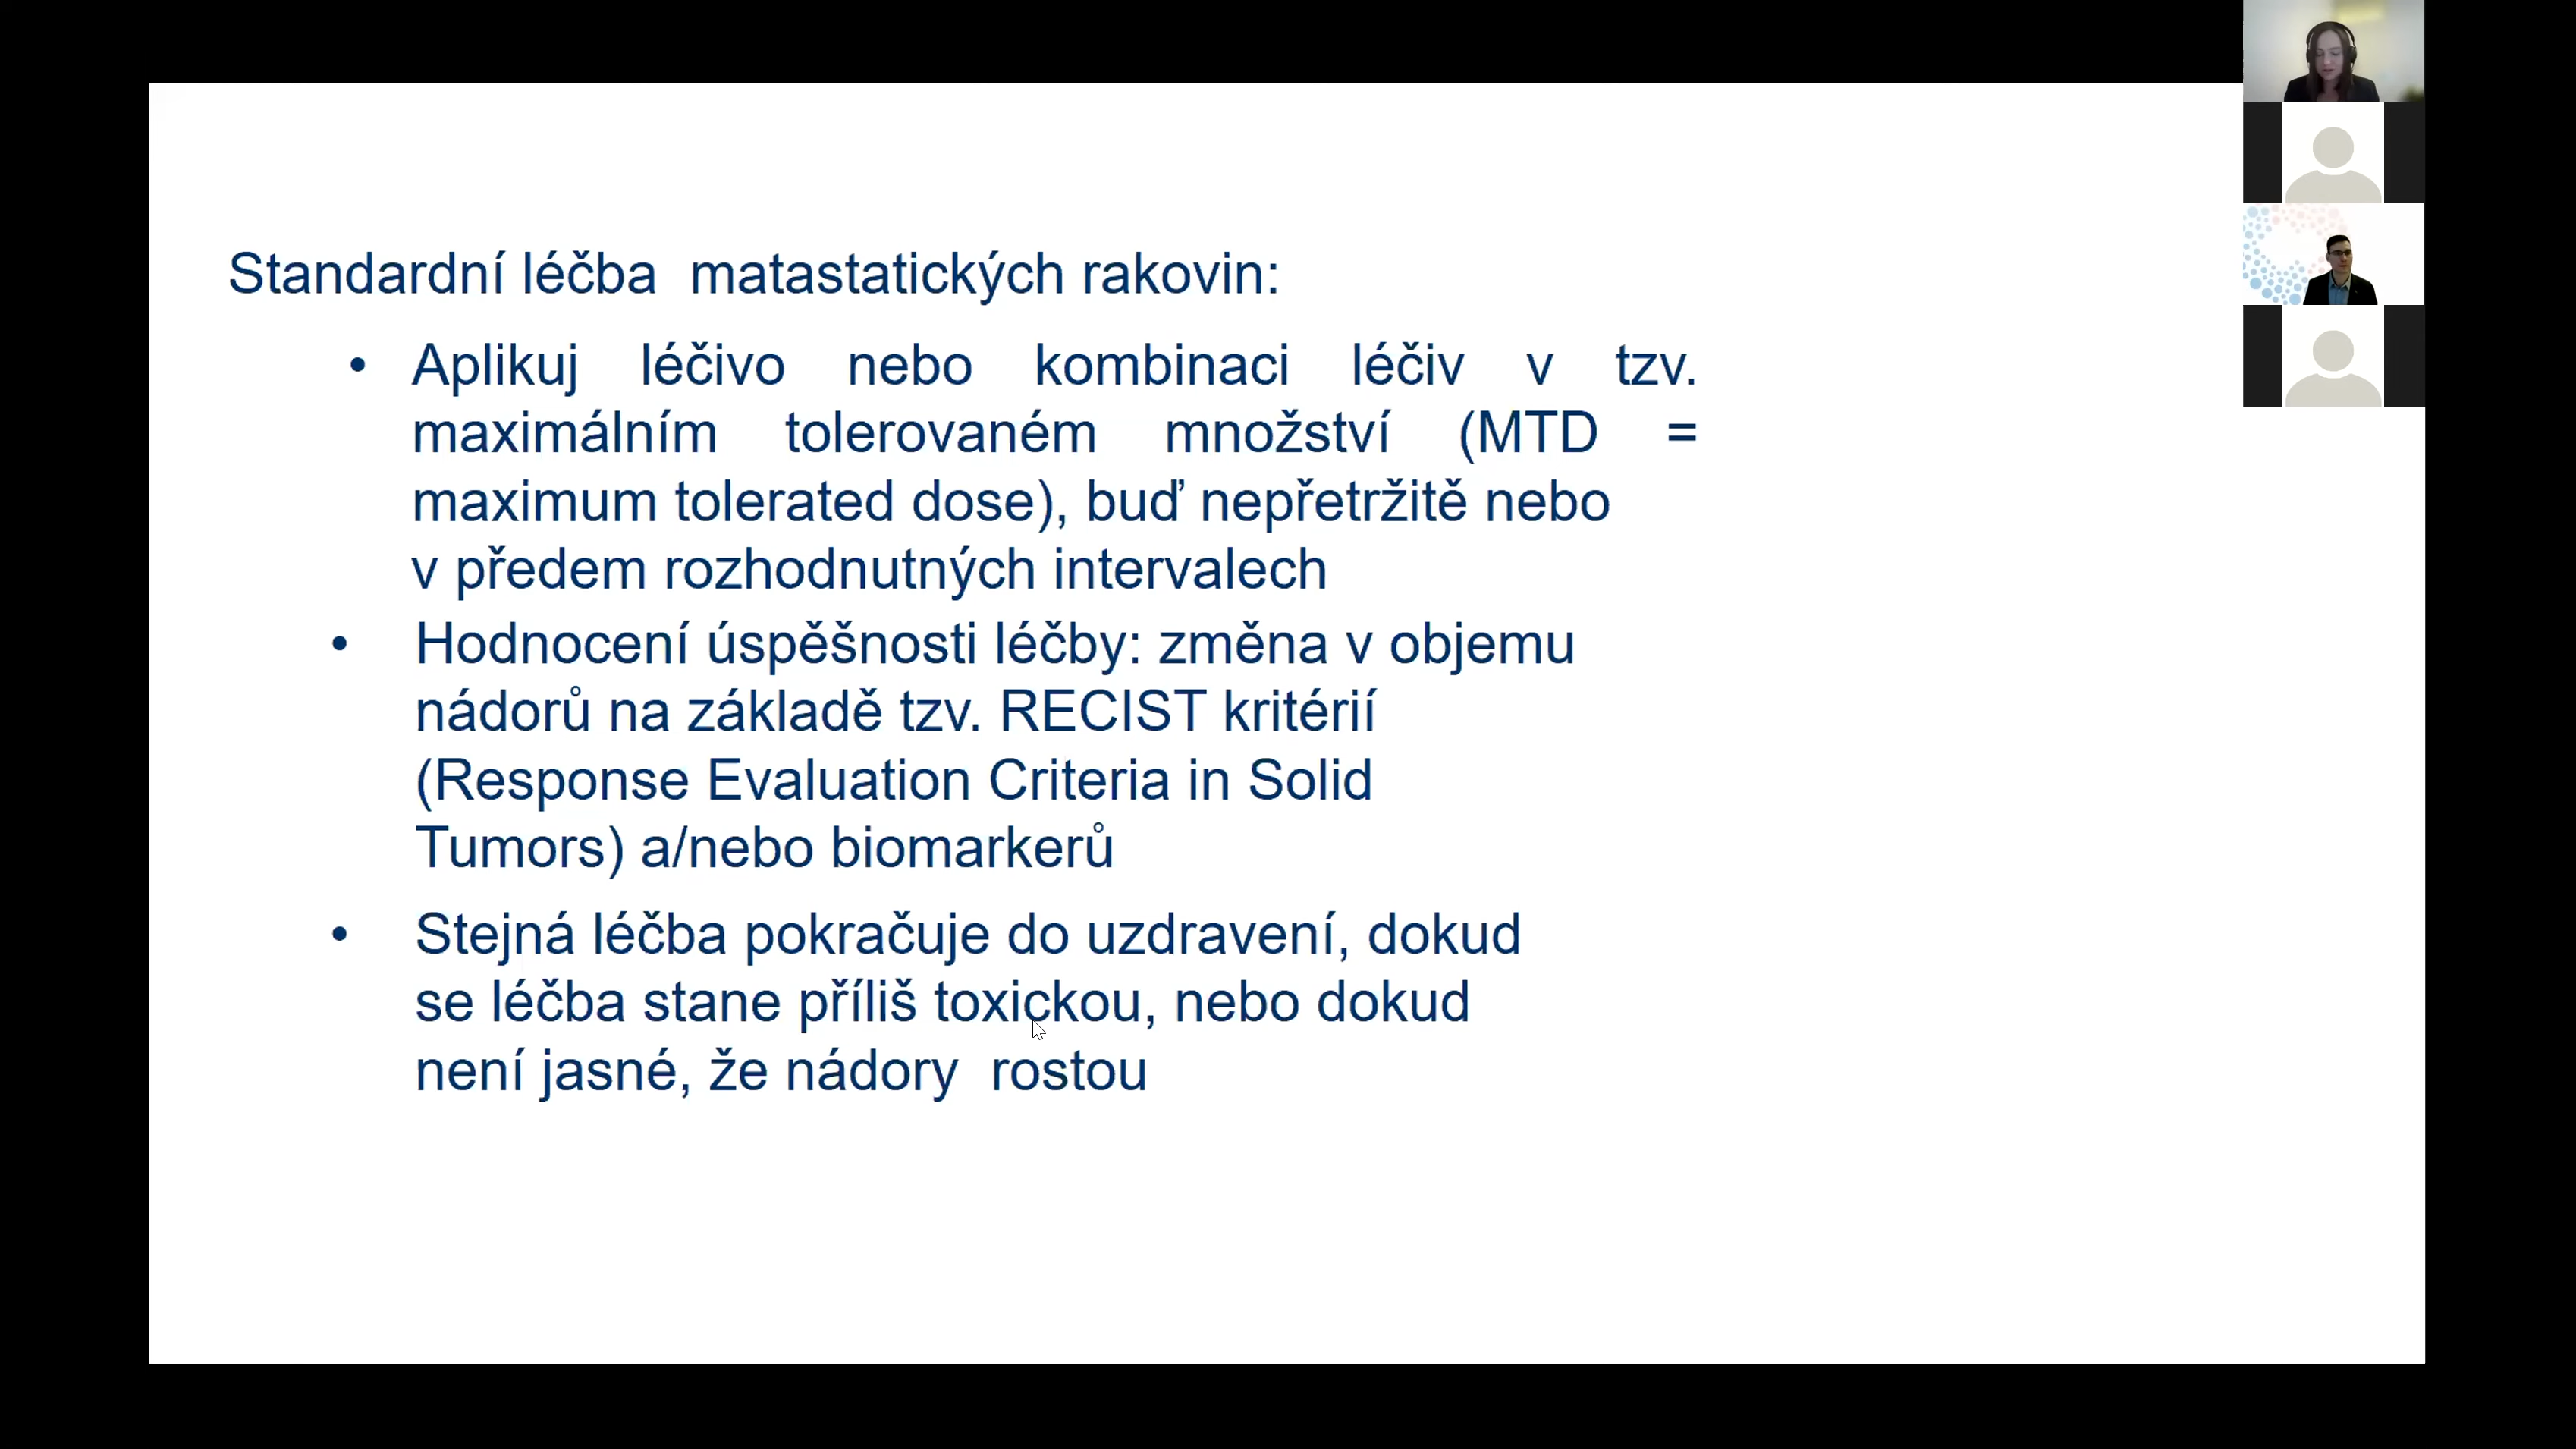 Standardní léčba  matastatických rakovin:
• Aplikuj léčivo nebo kombinaci léčiv v tzv.
maximálním tolerovaném množství (MTD =
maximum tolerated dose), buď nepřetržitě nebo
v předem rozhodnutných intervalech
• Hodnocení úspěšnosti léčby: změna v objemu
nádorů na základě tzv. RECIST kritérií
(Response Evaluation Criteria in Solid
Tumors) a/nebo biomarkerů
• Stejná léčba pokračuje do uzdravení, dokud
se léčba stane příliš toxickou, nebo dokud
není jasné, že nádory  rostou